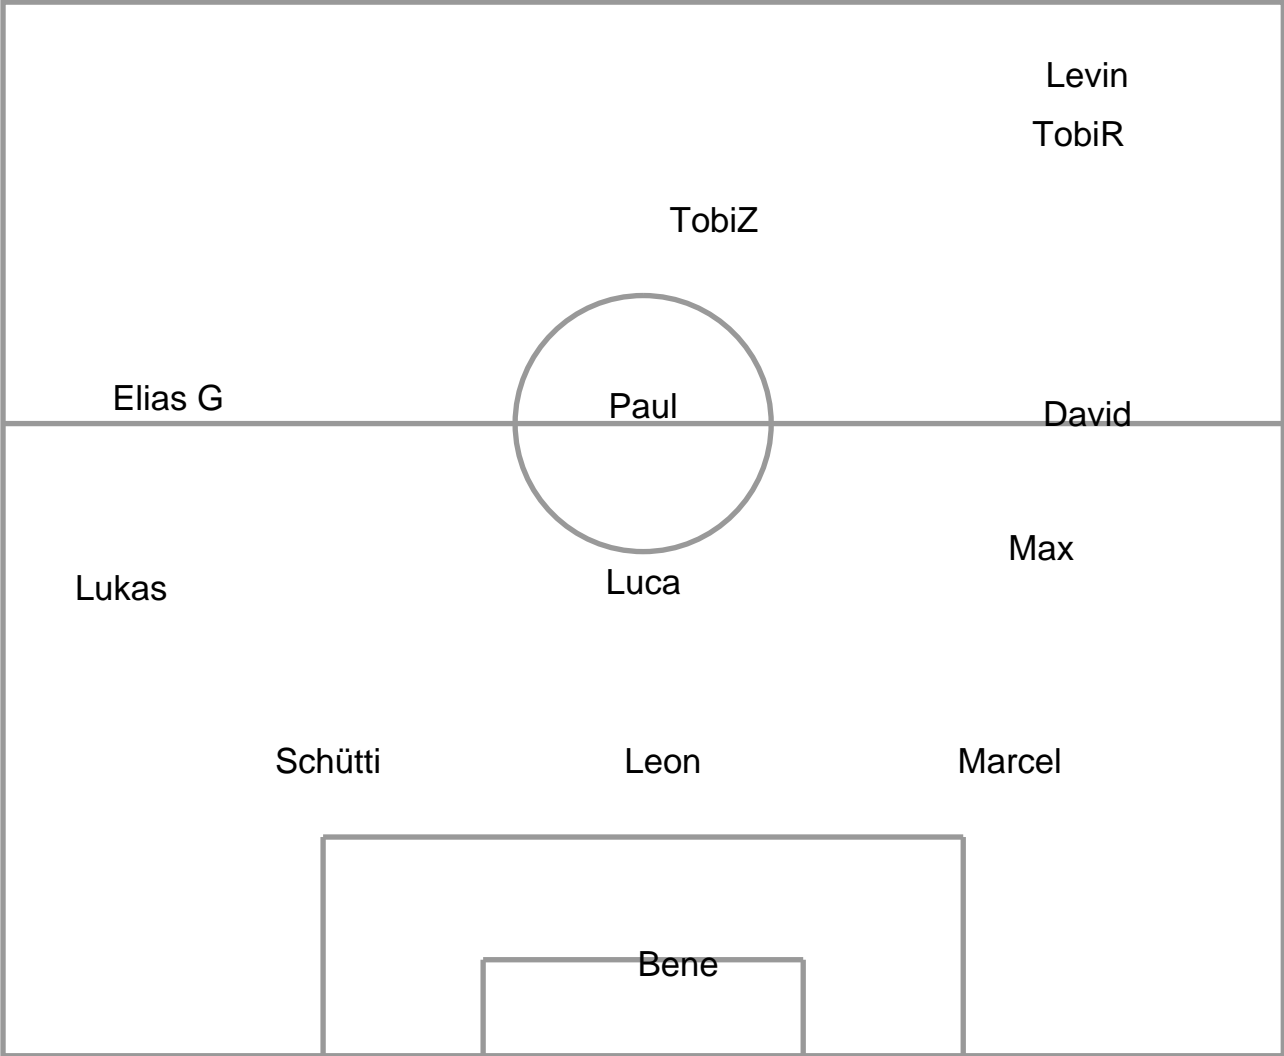 Levin
TobiR
TobiZ
Elias G
Paul
David
Max
Lukas
Luca
Schütti
Leon
Marcel
Bene